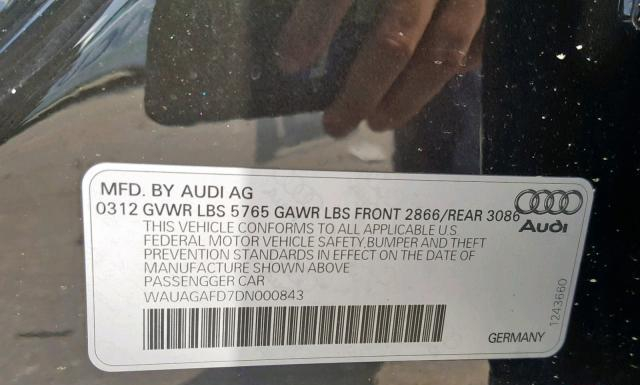 MFD. BY AUDI AG
0312 GVWR LBS 5765 GAWR LBS FRONT 2866/REAR 3086
THIS VEHICLE CONFORMS TO ALL APPLICABLE U.S.
FEDERAL MOTOR VEHICLE SAFETY,BUMPER AND THEFT
PREVENTION STANDARDS IN EFFECT ON THE DATE OF
MANUFACTURE SHOWN ABOVE
PASSENGGER CAR
WAUAGAFD7DN000843
Audi
1243660
GERMANY